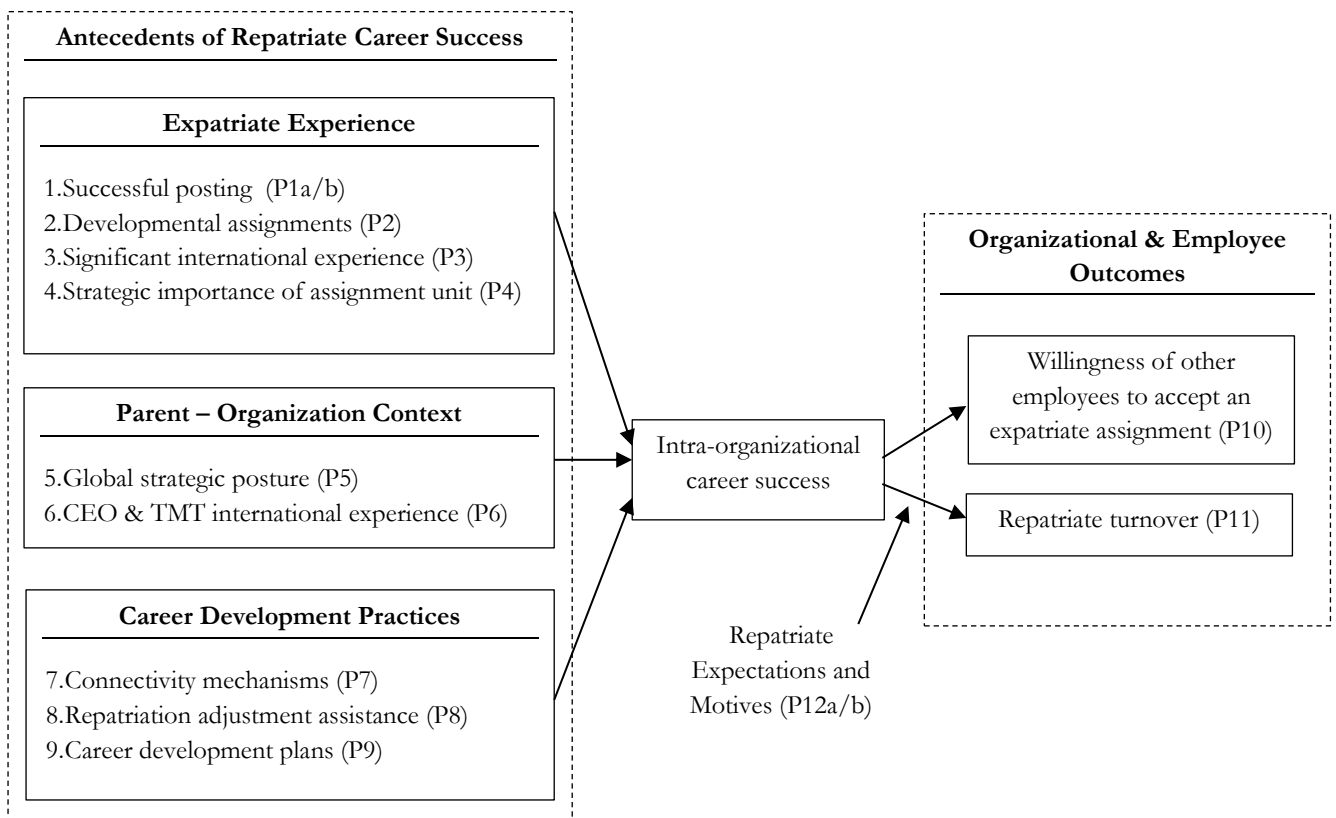 Antecedents of Repatriate Career Success
Expatriate Experience
1.Successful posting (P1a/b)
2.Developmental assignments (P2)
3.Significant international experience (P3)
4.Strategic importance of assignment unit (P4)
Parent – Organization Context
5.Global strategic posture (P5)
6.CEO & TMT international experience (P6)
Career Development Practices
7.Connectivity mechanisms (P7)
8.Repatriation adjustment assistance (P8)
9.Career development plans (P9)
Intra-organizational
career success
Repatriate
Expectations and
Motives (P12a/b)
Organizational & Employee
Outcomes
Willingness of other
employees to accept an
expatriate assignment (P10)
Repatriate turnover (P11)